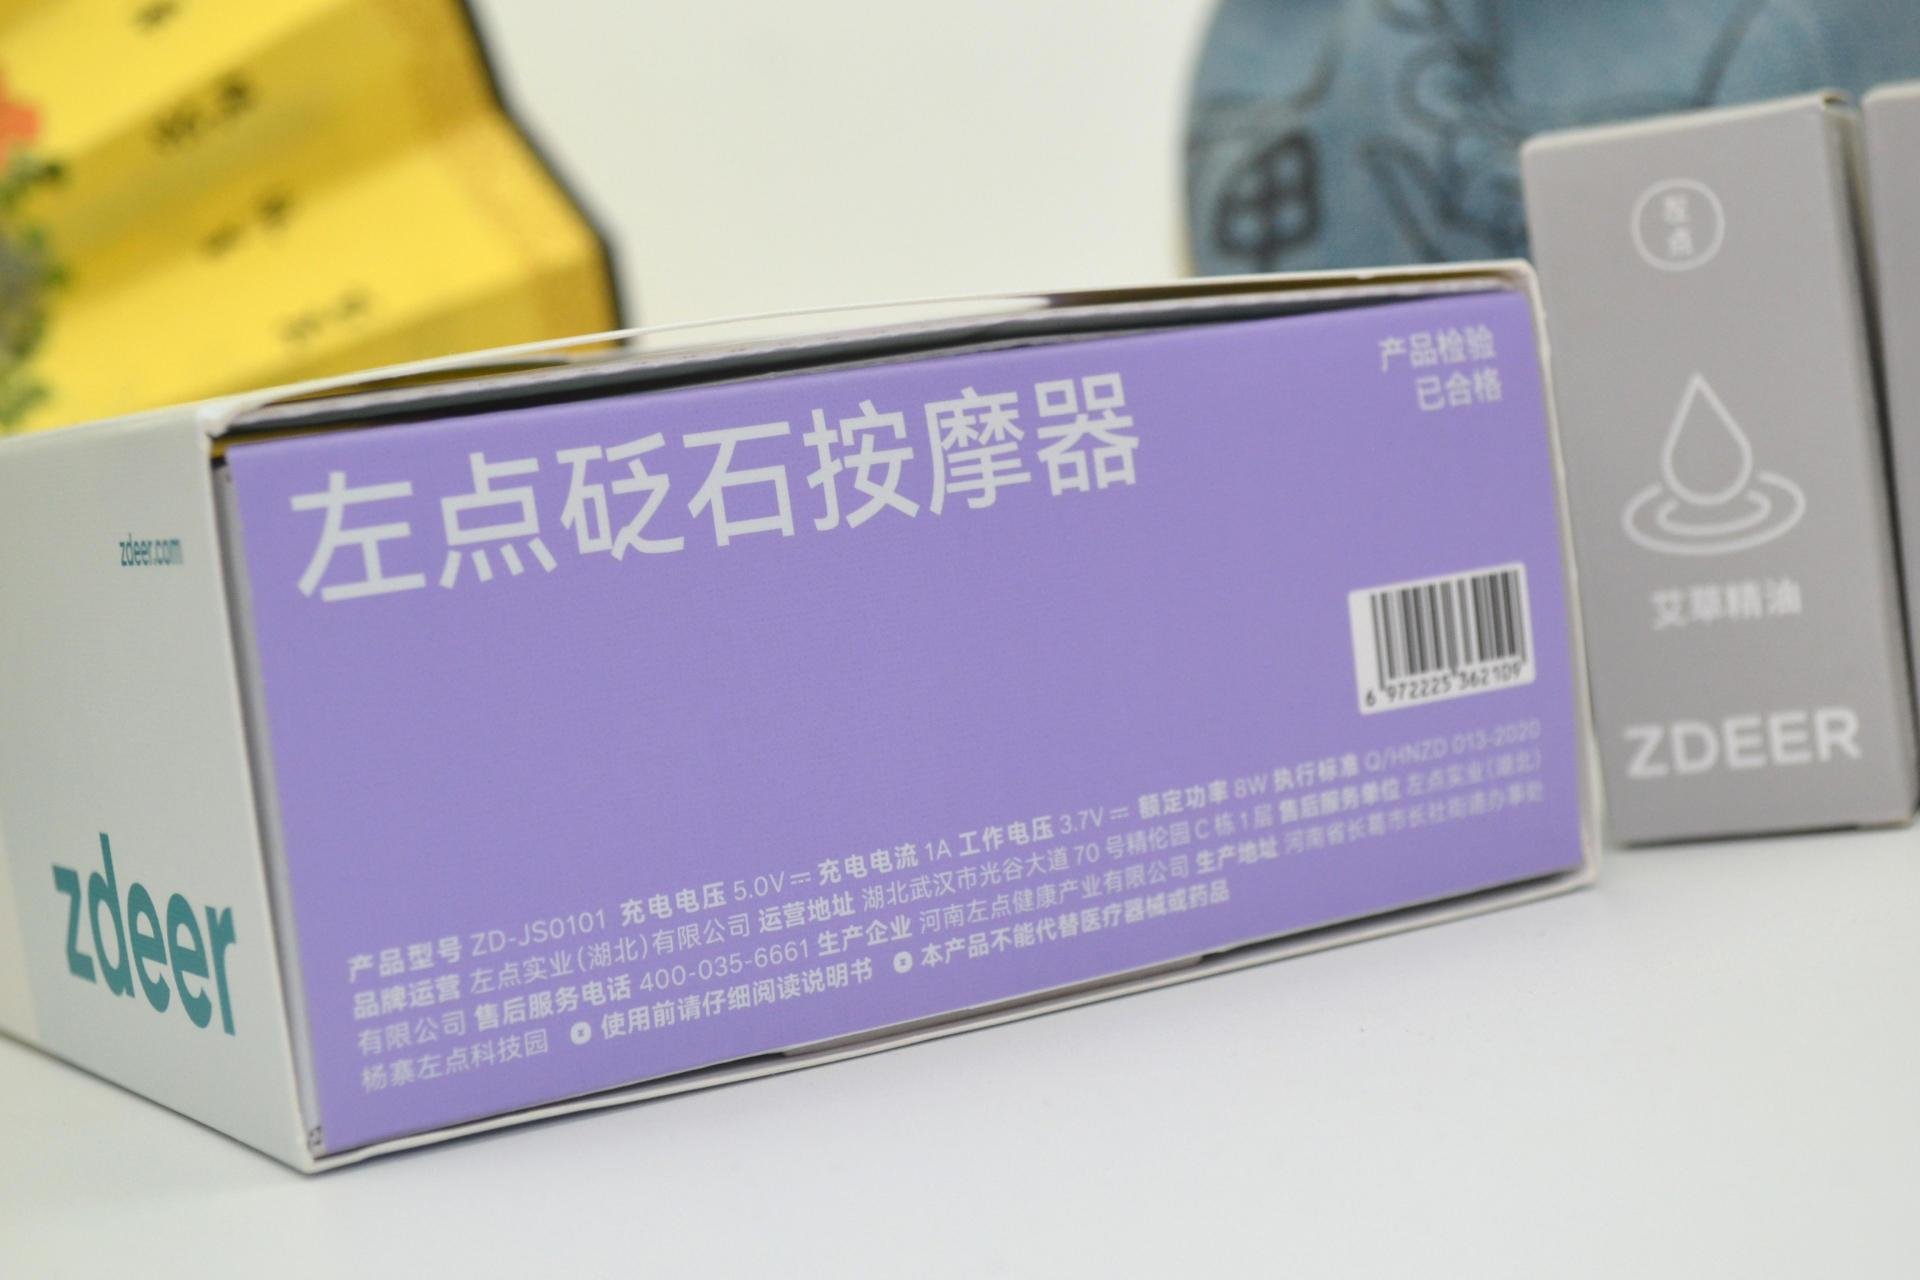 左点砭石按摩器
产品检验
已合格
6 972225 362109
产品型号 ZD-JS0101 充电电压 5.0V⎓ 充电电流 1A 工作电压 3.7V⎓ 额定功率 8W 执行标准 Q/HNZD 013-2020
品牌运营 左点实业(湖北)有限公司 运营地址 湖北武汉市光谷大道 70 号精伦园 C 栋 1 层 售后服务单位 左点实业(湖北)
有限公司 售后服务电话 400-035-6661 生产企业 河南左点健康产业有限公司 生产地址 河南省长葛市长社街道办事处
杨寨左点科技园 使用前请仔细阅读说明书 本产品不能代替医疗器械或药品
zdeer.com
zdeer
左
点
艾草精油
ZDEER